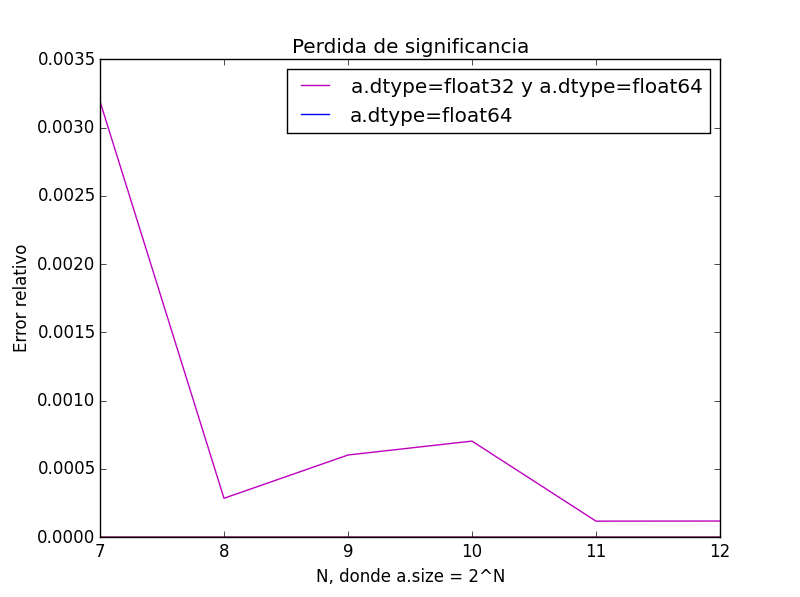 Perdida de significancia
a.dtype=float32 y a.dtype=float64
a.dtype=float64
Error relativo
0.0035
0.0030
0.0025
0.0020
0.0015
0.0010
0.0005
0.0000
7 8 9 10 11 12
N, donde a.size = 2^N